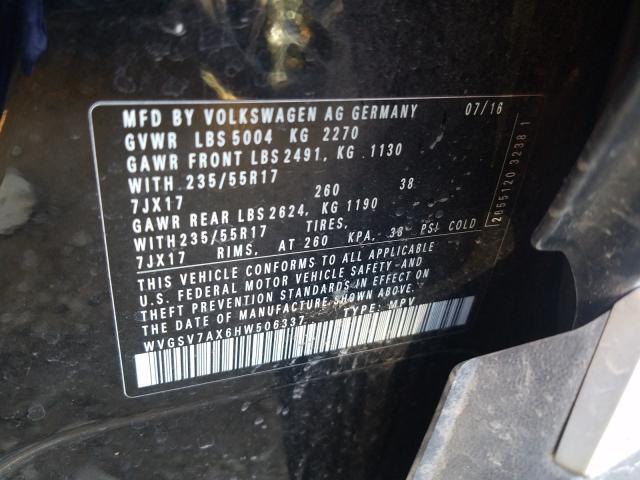 MFD BY VOLKSWAGEN AG GERMANY 07/16
GVWR LBS 5004 KG 2270
GAWR FRONT LBS 2491, KG 1130
WITH 235/55R17
7JX17 260 38
GAWR REAR LBS 2624, KG 1190
WITH 235/55R17 TIRES,
7JX17 RIMS, AT 260 KPA, 38 PSI COLD
THIS VEHICLE CONFORMS TO ALL APPLICABLE
U.S. FEDERAL MOTOR VEHICLE SAFETY-AND
THEFT PREVENTION STANDARDS IN EFFECT ON
THE DATE OF MANUFACTURE SHOWN ABOVE.
WVGSV7AX6HW506337 TYPE: MPV
2655120 3238 1